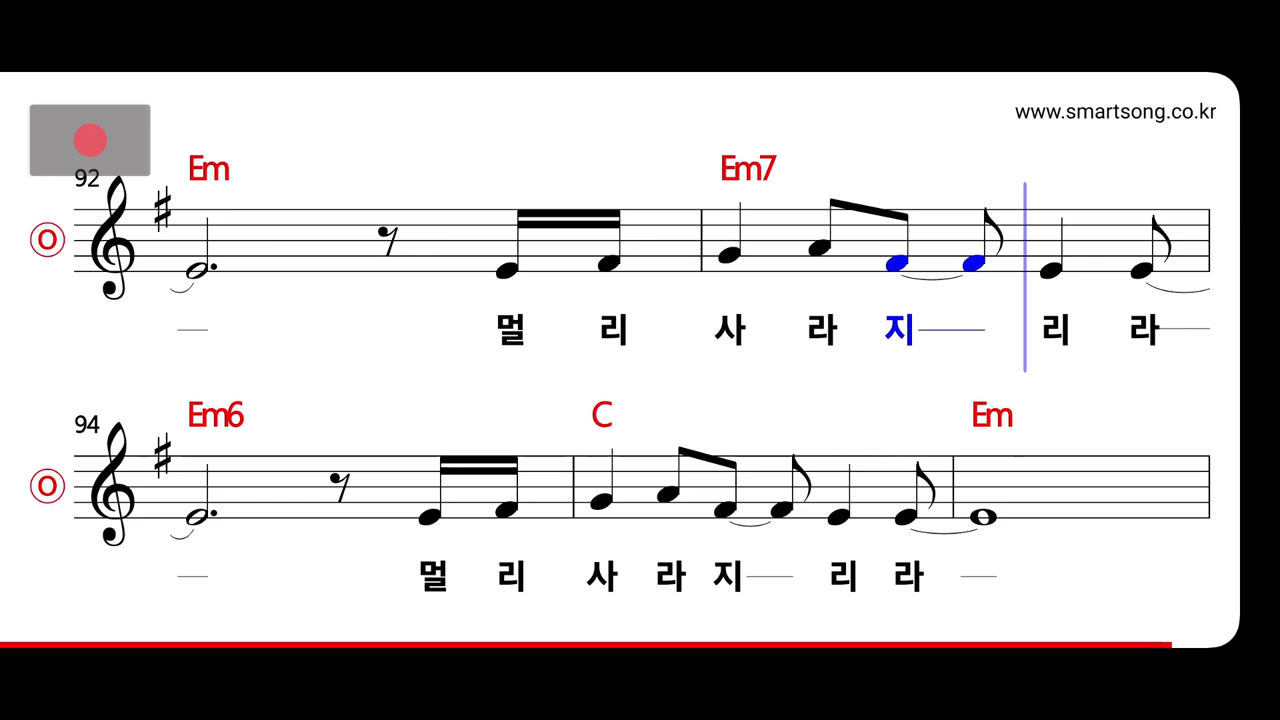 www.smartsong.co.kr
Em Em7
92
O
멀 리 사 라 지 리 라
Em6 C Em
94
O
멀 리 사 라 지 리 라